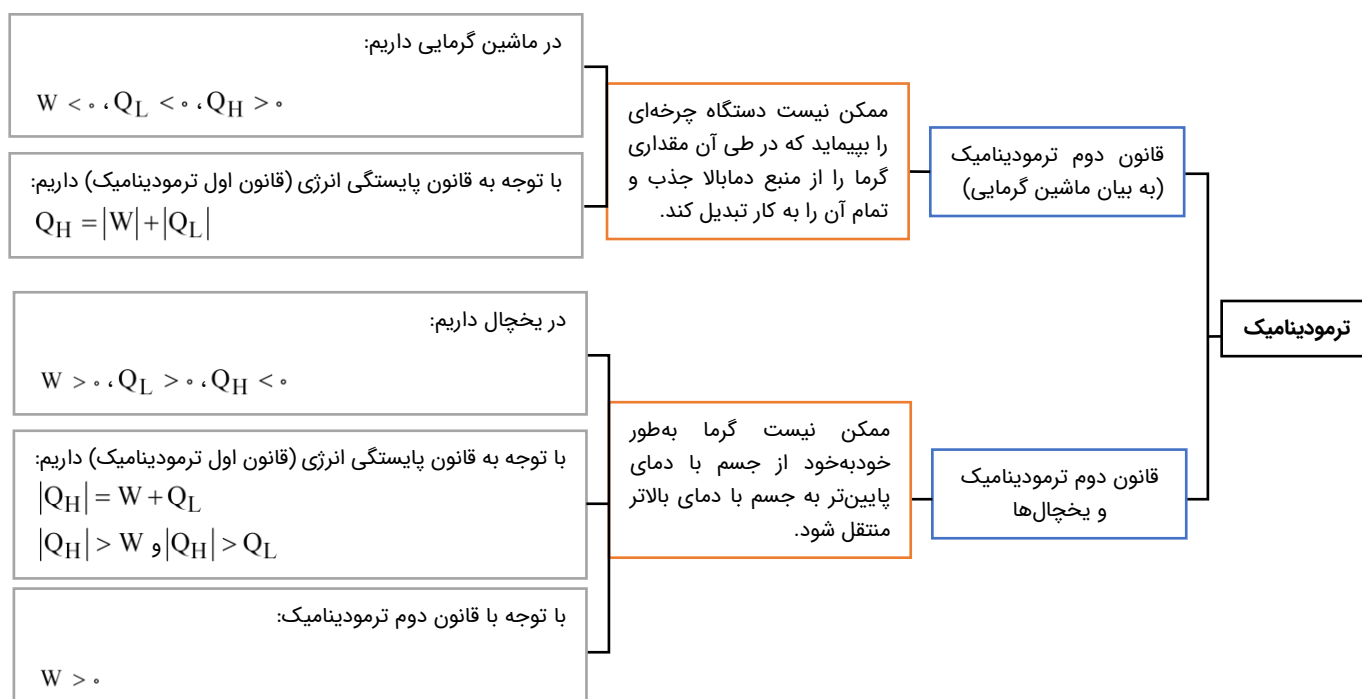 ترمودینامیک
قانون دوم ترمودینامیک
(به بیان ماشین گرمایی)
ممکن نیست دستگاه چرخه‌ای
را بپیماید که در طی آن مقداری
گرما را از منبع دمابالا جذب و
تمام آن را به کار تبدیل کند.
در ماشین گرمایی داریم:
W < ۰ ، Q_L < ۰ ، Q_H > ۰
با توجه به قانون پایستگی انرژی (قانون اول ترمودینامیک) داریم:
Q_H = |W| + |Q_L|
قانون دوم ترمودینامیک
و یخچال‌ها
ممکن نیست گرما به‌طور
خودبه‌خود از جسم با دمای
پایین‌تر به جسم با دمای بالاتر
منتقل شود.
در یخچال داریم:
W > ۰ ، Q_L > ۰ ، Q_H < ۰
با توجه به قانون پایستگی انرژی (قانون اول ترمودینامیک) داریم:
|Q_H| = W + Q_L
|Q_H| > W و |Q_H| > Q_L
با توجه با قانون دوم ترمودینامیک:
W > ۰